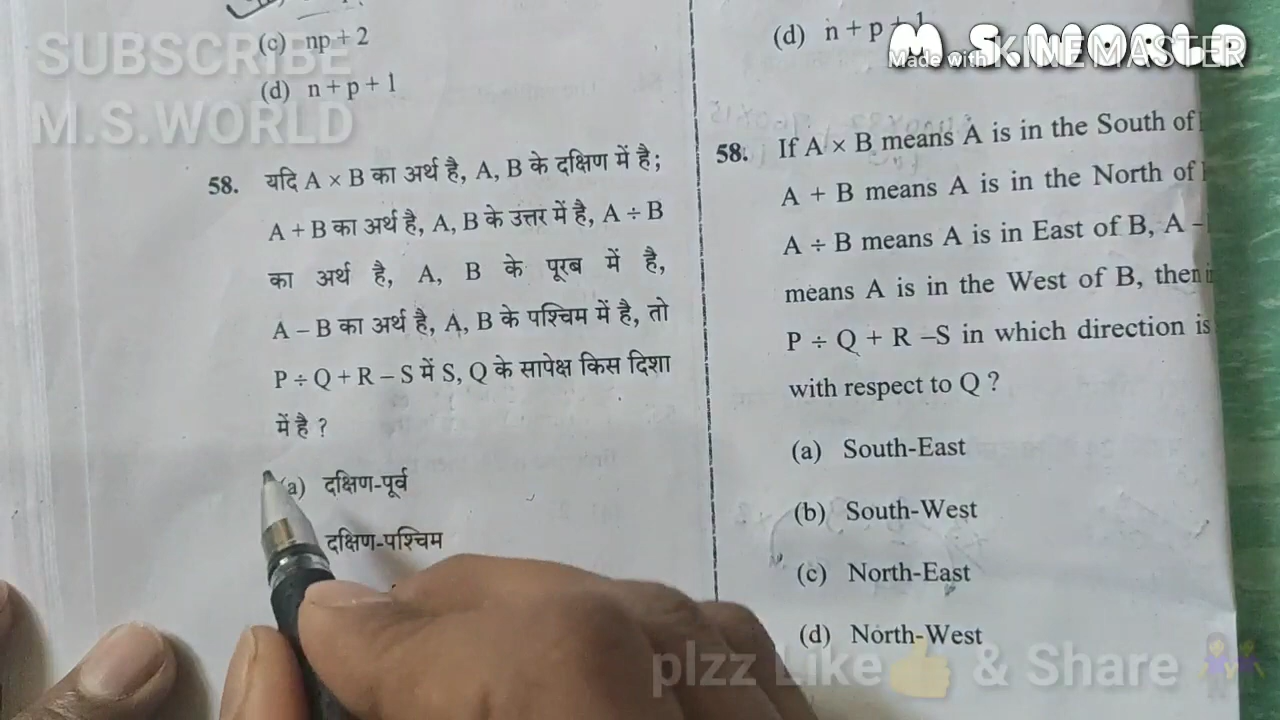 SUBSCRIBE
M.S.WORLD
(c) np + 2
(d) n + p + 1
58. यदि A × B का अर्थ है, A, B के दक्षिण में है;
A + B का अर्थ है, A, B के उत्तर में है, A ÷ B
का अर्थ है, A, B के पूरब में है,
A – B का अर्थ है, A, B के पश्चिम में है, तो
P ÷ Q + R – S में S, Q के सापेक्ष किस दिशा
में है ?
(a) दक्षिण-पूर्व
दक्षिण-पश्चिम
(d) n + p + 1
M.S.WORLD
Made with KINEMASTER
58. If A × B means A is in the South of
A + B means A is in the North of
A ÷ B means A is in East of B, A –
means A is in the West of B, then
P ÷ Q + R –S in which direction is
with respect to Q ?
(a) South-East
(b) South-West
(c) North-East
(d) North-West
plzz Like👍 & Share 👫